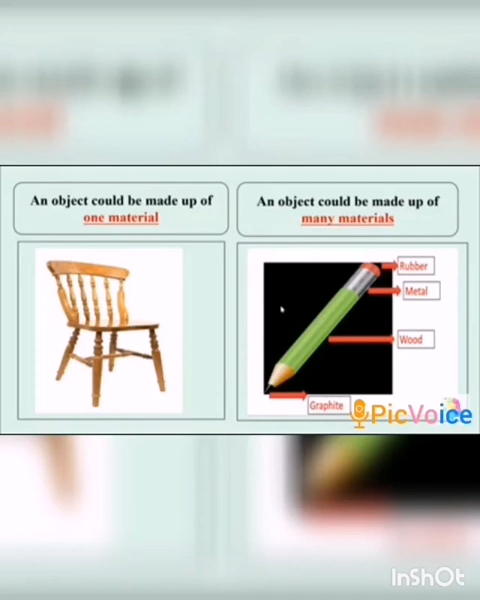 An object could be made up of
one material
An object could be made up of
many materials
Rubber
Metal
Wood
Graphite
PicVoice
InShOt